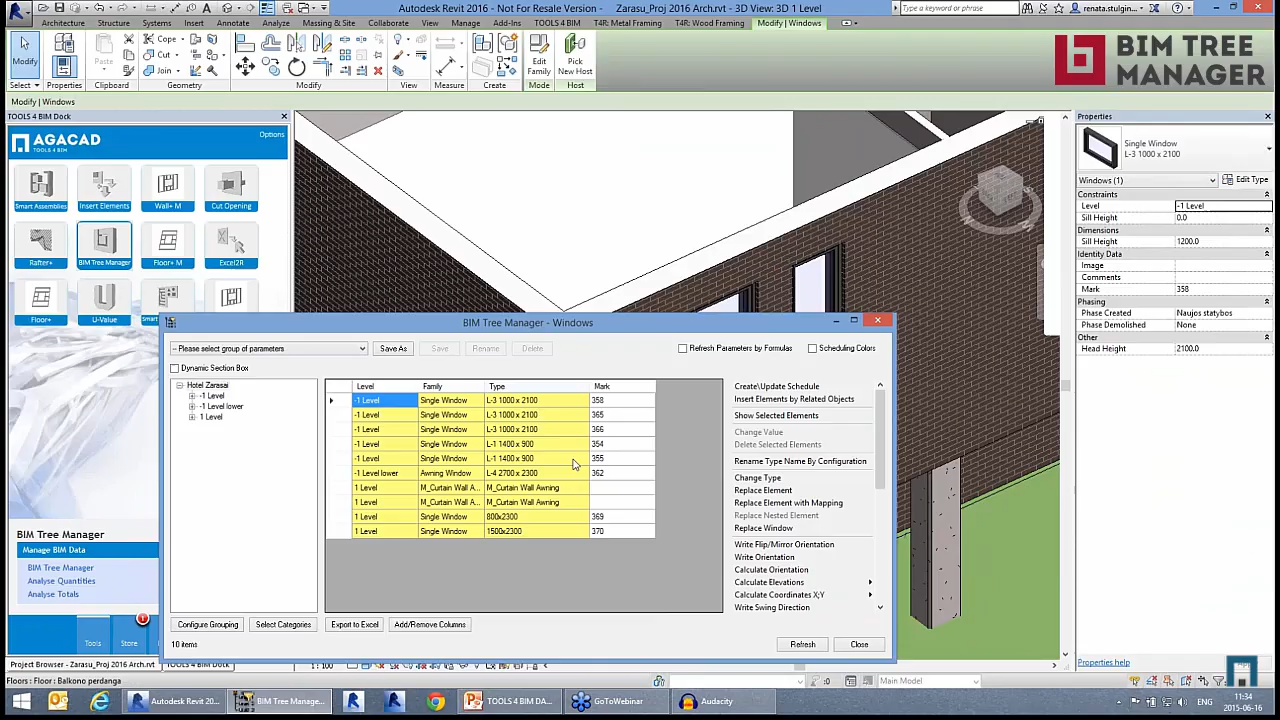 Autodesk Revit 2016 - Not For Resale Version - Zarasu_Proj 2016 Arch.rvt - 3D View: 3D 1 Level
Type a keyword or phrase
renata.stulgin...
Architecture Structure Systems Insert Annotate Analyze Massing & Site Collaborate View Manage Add-Ins TOOLS 4 BIM T4R: Metal Framing T4R: Wood Framing Modify | Windows
Modify
Paste
Cope
Cut
Join
Edit Family
Pick New Host
Select Properties Clipboard Geometry Modify View Measure Create Mode Host
BIM TREE MANAGER
Modify | Windows
TOOLS 4 BIM Dock
Options
AGACAD
TOOLS 4 BIM
Smart Assemblies Insert Elements Wall+ M Cut Opening
Rafter+ BIM Tree Manager Floor+ M Excel2R
Floor+ U-Value
BIM Tree Manager
Manage BIM Data
BIM Tree Manager
Analyse Quantities
Analyse Totals
Tools Store
Project Browser - Zarasu_Proj 2016 Arch.rvt TOOLS 4 BIM Dock
BIM Tree Manager - Windows
-- Please select group of parameters
Save As Save Rename Delete
Refresh Parameters by Formulas
Scheduling Colors
Dynamic Section Box
Hotel Zarasai
-1 Level
-1 Level lower
1 Level
Level Family Type Mark
-1 Level Single Window L-3 1000 x 2100 358
-1 Level Single Window L-3 1000 x 2100 365
-1 Level Single Window L-3 1000 x 2100 366
-1 Level Single Window L-1 1400 x 900 354
-1 Level Single Window L-1 1400 x 900 355
-1 Level lower Awning Window L-4 2700 x 2300 362
1 Level M_Curtain Wall A... M_Curtain Wall Awning
1 Level M_Curtain Wall A... M_Curtain Wall Awning
1 Level Single Window 800x2300 369
1 Level Single Window 1500x2300 370
Create\Update Schedule
Insert Elements by Related Objects
Show Selected Elements
Change Value
Delete Selected Elements
Rename Type Name By Configuration
Change Type
Replace Element
Replace Element with Mapping
Replace Nested Element
Replace Window
Write Flip/Mirror Orientation
Write Orientation
Calculate Orientation
Calculate Elevations
Calculate Coordinates X;Y
Write Swing Direction
Configure Grouping Select Categories Export to Excel Add/Remove Columns
10 items
Refresh Close
Properties
Single Window
L-3 1000 x 2100
Windows (1)
Edit Type
Constraints
Level -1 Level
Sill Height 0.0
Dimensions
Sill Height 1200.0
Identity Data
Image
Comments
Mark 358
Phasing
Phase Created Naujos statybos
Phase Demolished None
Other
Head Height 2100.0
Properties help
1 : 100
Floors : Floor : Balkono perdanga
:0
Main Model
Autodesk Revit 20...
BIM Tree Manage...
TOOLS 4 BIM DA...
GoToWebinar
Audacity
ENG
11:34
2015-06-16